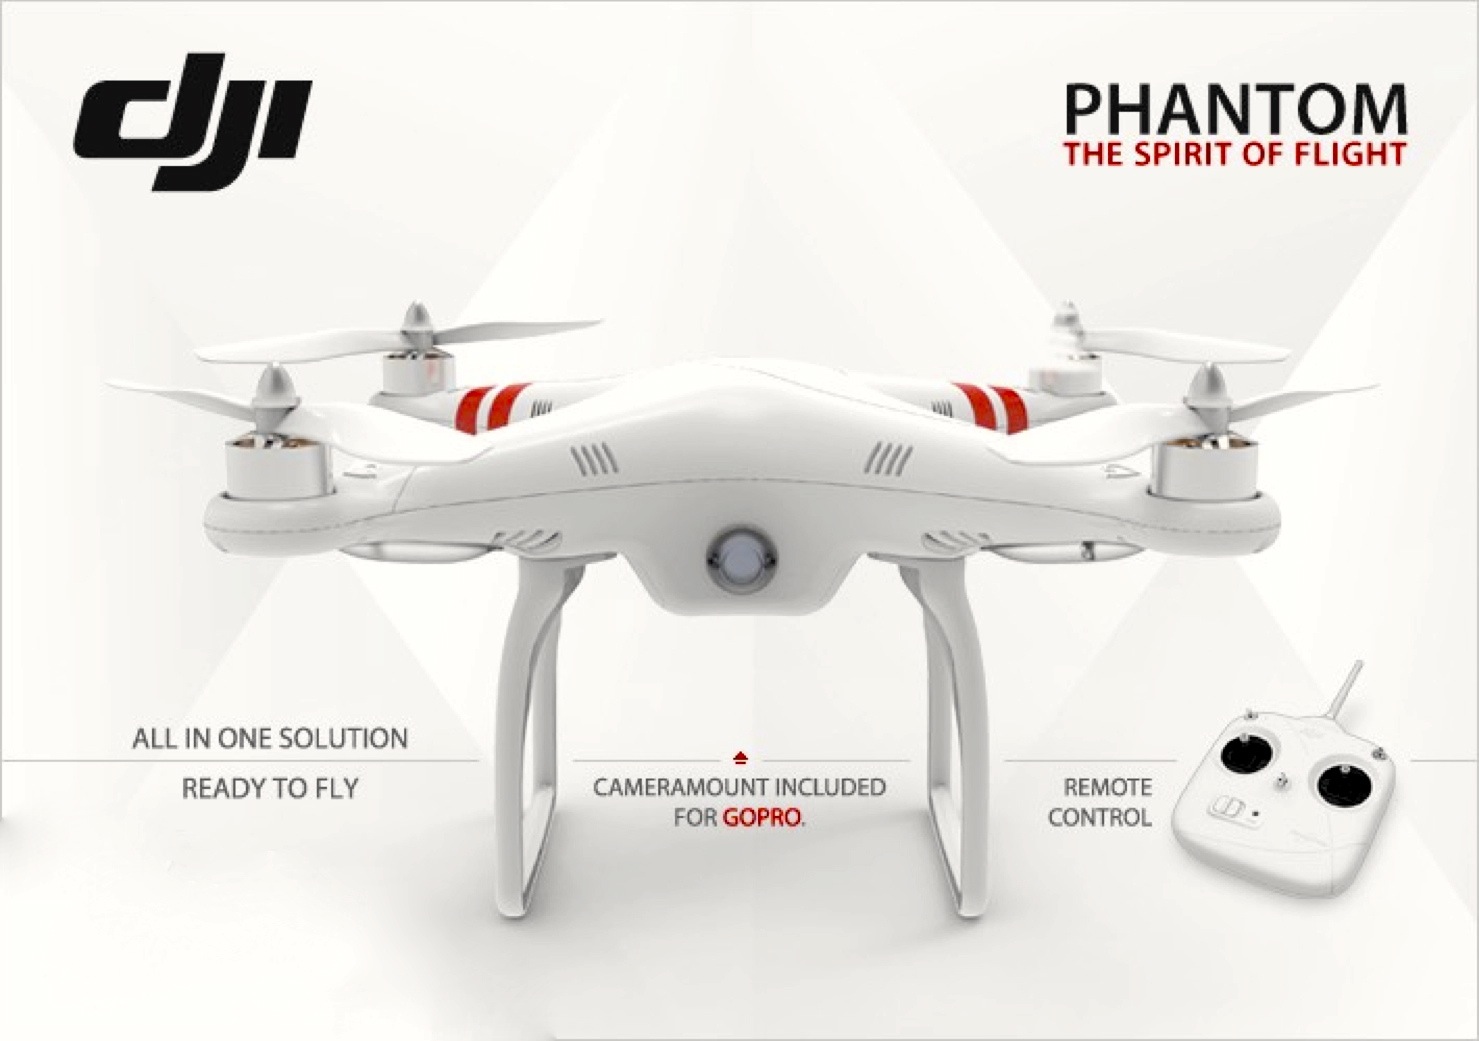 dji
PHANTOM
THE SPIRIT OF FLIGHT
ALL IN ONE SOLUTION
READY TO FLY
CAMERAMOUNT INCLUDED
FOR GOPRO.
REMOTE
CONTROL